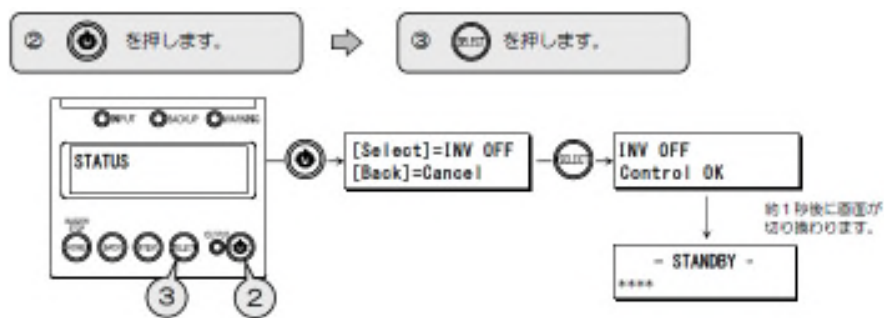 ② を押します。
③ SELECT を押します。
INPUT BACKUP WARNING
STATUS
[Select]=INV OFF
[Back]=Cancel
SELECT
INV OFF
Control OK
約1秒後に画面が
切り換わります。
- STANDBY -
****
SELECT
③ ②